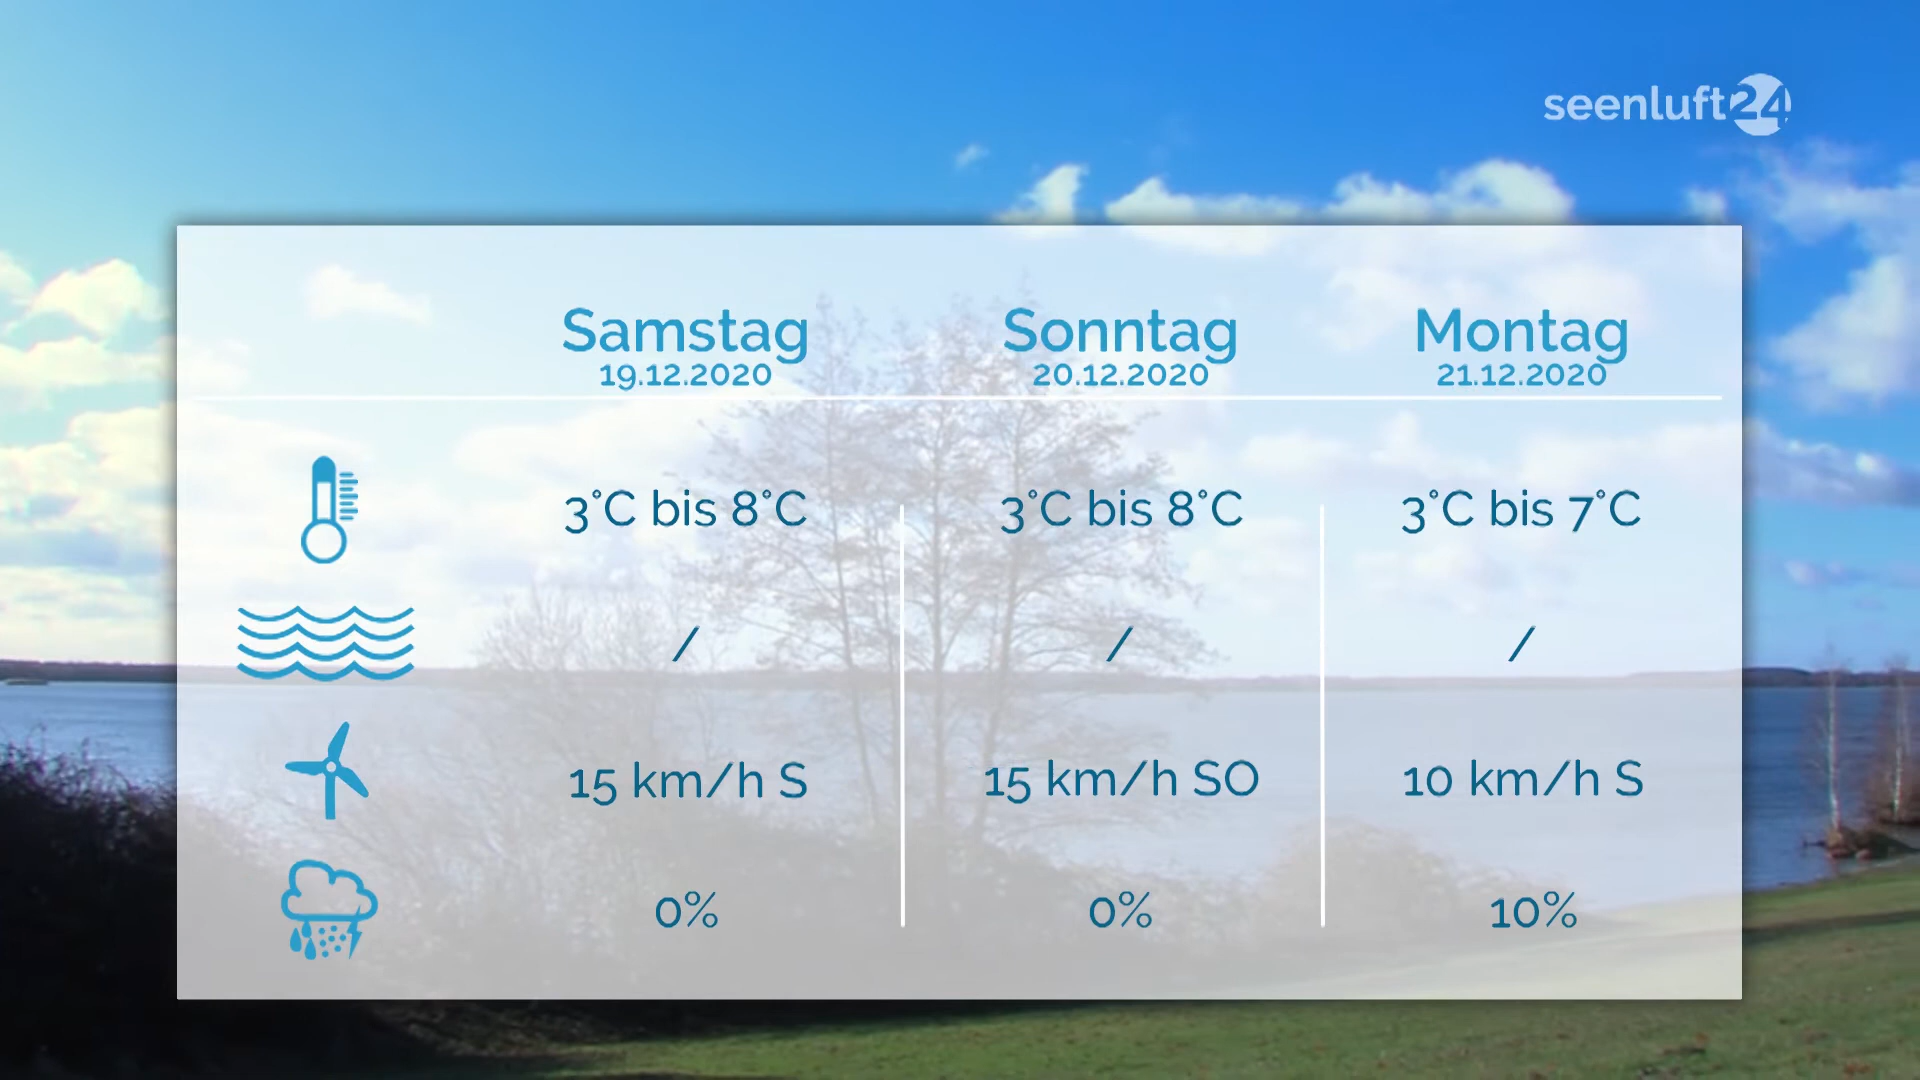 seenluft24
Samstag Sonntag Montag
19.12.2020 20.12.2020 21.12.2020
3°C bis 8°C 3°C bis 8°C 3°C bis 7°C
/ / /
15 km/h S 15 km/h SO 10 km/h S
0% 0% 10%